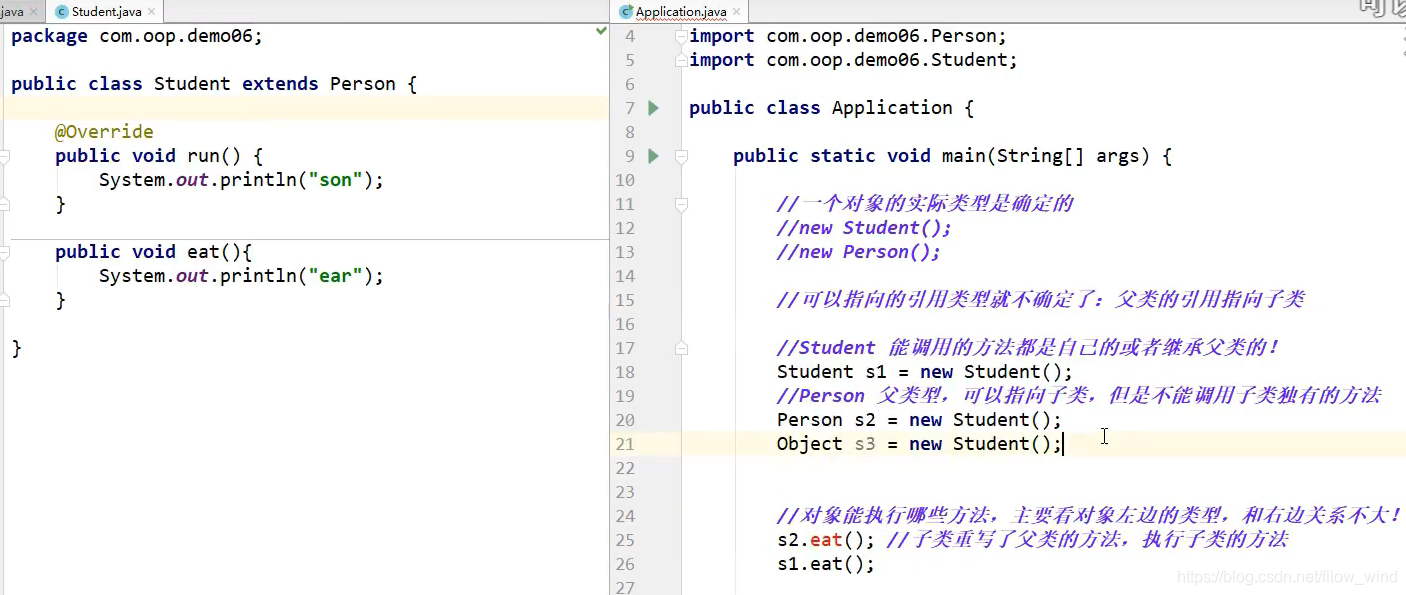 java
Student.java
package com.oop.demo06;
public class Student extends Person {
@Override
public void run() {
System.out.println("son");
}
public void eat(){
System.out.println("ear");
}
}
Application.java
4 import com.oop.demo06.Person;
5 import com.oop.demo06.Student;
6
7 public class Application {
8
9 public static void main(String[] args) {
10
11 //一个对象的实际类型是确定的
12 //new Student();
13 //new Person();
14
15 //可以指向的引用类型就不确定了：父类的引用指向子类
16
17 //Student 能调用的方法都是自己的或者继承父类的！
18 Student s1 = new Student();
19 //Person 父类型，可以指向子类，但是不能调用子类独有的方法
20 Person s2 = new Student();
21 Object s3 = new Student();
22
23
24 //对象能执行哪些方法，主要看对象左边的类型，和右边关系不大！
25 s2.eat(); //子类重写了父类的方法，执行子类的方法
26 s1.eat();
27